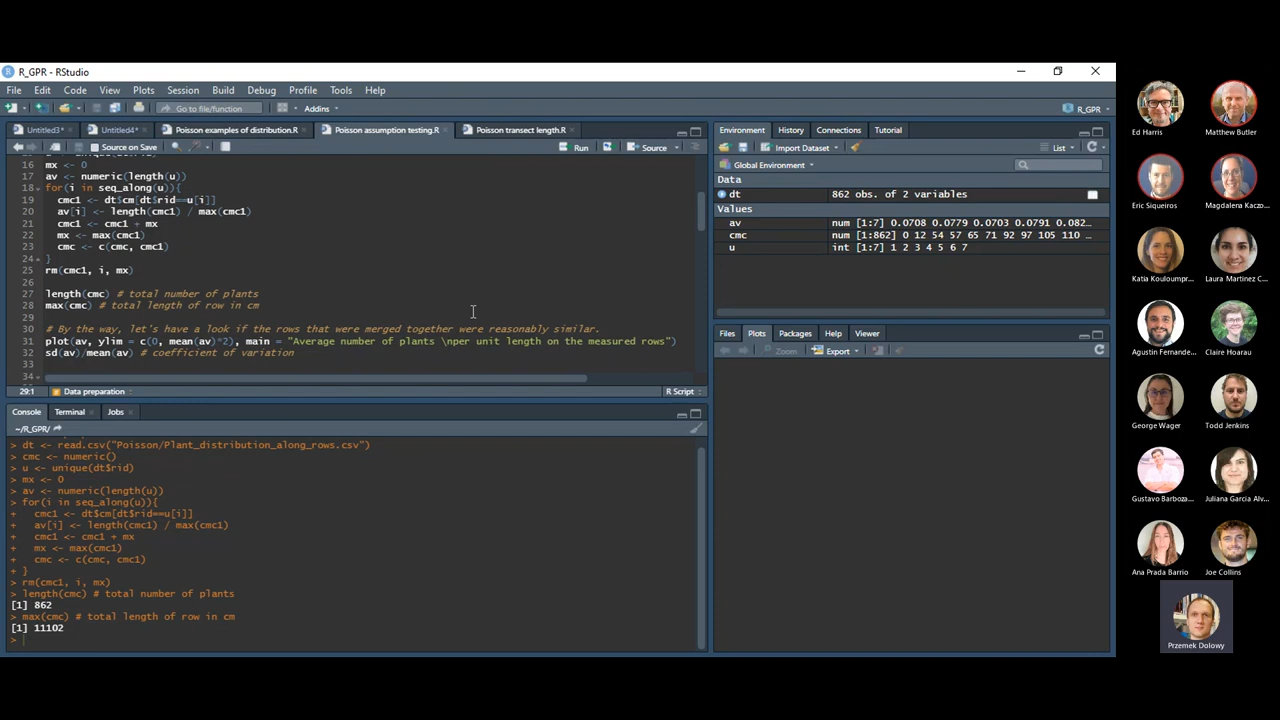 R_GPR - RStudio
File Edit Code View Plots Session Build Debug Profile Tools Help
Go to file/function Addins R_GPR
Untitled3* Untitled4* Poisson examples of distribution.R Poisson assumption testing.R Poisson transect length.R
Source on Save Run Source
16 mx <- 0
17 av <- numeric(length(u))
18 for(i in seq_along(u)){
19 cmc1 <- dt$cm[dt$rid==u[i]]
20 av[i] <- length(cmc1) / max(cmc1)
21 cmc1 <- cmc1 + mx
22 mx <- max(cmc1)
23 cmc <- c(cmc, cmc1)
24 }
25 rm(cmc1, i, mx)
26
27 length(cmc) # total number of plants
28 max(cmc) # total length of row in cm
29
30 # By the way, let's have a look if the rows that were merged together were reasonably similar.
31 plot(av, ylim = c(0, mean(av)*2), main = "Average number of plants \nper unit length on the measured rows")
32 sd(av)/mean(av) # coefficient of variation
33
34
29:1 Data preparation R Script
Console Terminal Jobs
~/R_GPR/
> dt <- read.csv("Poisson/Plant_distribution_along_rows.csv")
> cmc <- numeric()
> u <- unique(dt$rid)
> mx <- 0
> av <- numeric(length(u))
> for(i in seq_along(u)){
+ cmc1 <- dt$cm[dt$rid==u[i]]
+ av[i] <- length(cmc1) / max(cmc1)
+ cmc1 <- cmc1 + mx
+ mx <- max(cmc1)
+ cmc <- c(cmc, cmc1)
+ }
> rm(cmc1, i, mx)
> length(cmc) # total number of plants
[1] 862
> max(cmc) # total length of row in cm
[1] 11102
>
Environment History Connections Tutorial
Import Dataset List
Global Environment
Data
dt 862 obs. of 2 variables
Values
av num [1:7] 0.0708 0.0779 0.0703 0.0791 0.082...
cmc num [1:862] 0 12 54 57 65 71 92 97 105 110 ...
u int [1:7] 1 2 3 4 5 6 7
Files Plots Packages Help Viewer
Zoom Export
Ed Harris Matthew Butler
Eric Siqueiros Magdalena Kaczo...
Katia Kouloumpr... Laura Martinez C...
Agustin Fernande... Claire Hoarau
George Wager Todd Jenkins
Gustavo Barboza... Juliana Garcia Alv...
Ana Prada Barrio Joe Collins
Przemek Dolowy